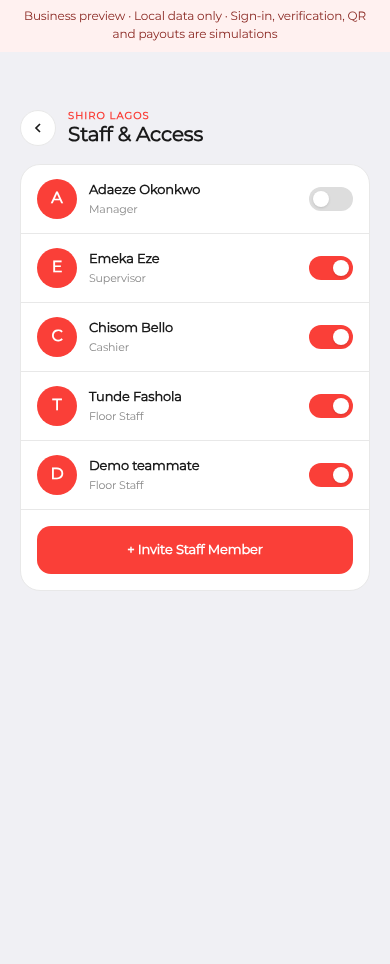 Business preview · Local data only · Sign-in, verification, QR
and payouts are simulations
SHIRO LAGOS
Staff & Access
A
Adaeze Okonkwo
Manager
E
Emeka Eze
Supervisor
C
Chisom Bello
Cashier
T
Tunde Fashola
Floor Staff
D
Demo teammate
Floor Staff
+ Invite Staff Member